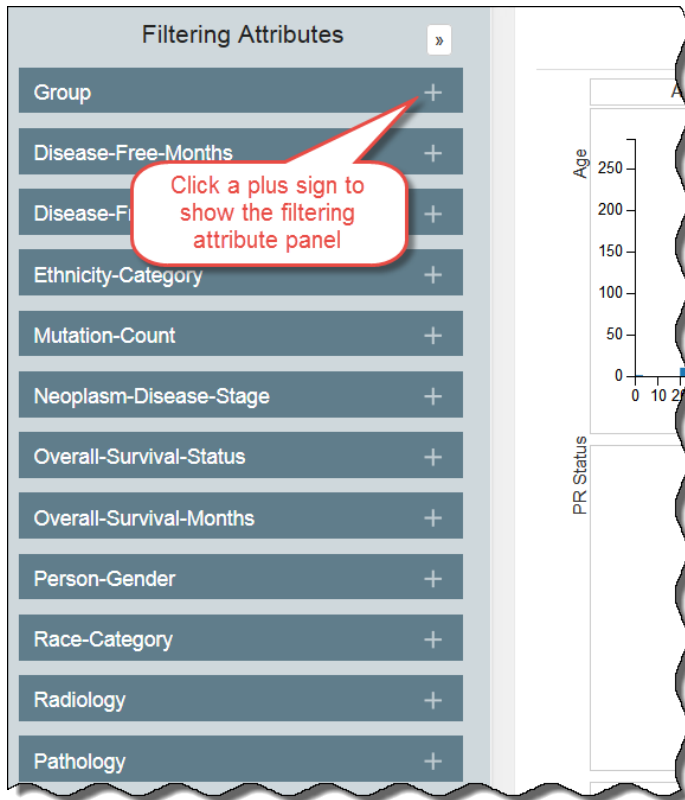 Filtering Attributes
»
Group +
Disease-Free-Months +
Click a plus sign to
show the filtering
attribute panel
+
Ethnicity-Category +
Mutation-Count +
Neoplasm-Disease-Stage +
Overall-Survival-Status +
Overall-Survival-Months +
Person-Gender +
Race-Category +
Radiology +
Pathology +
Age
250
200
150
100
50
0
0 10
PR Status